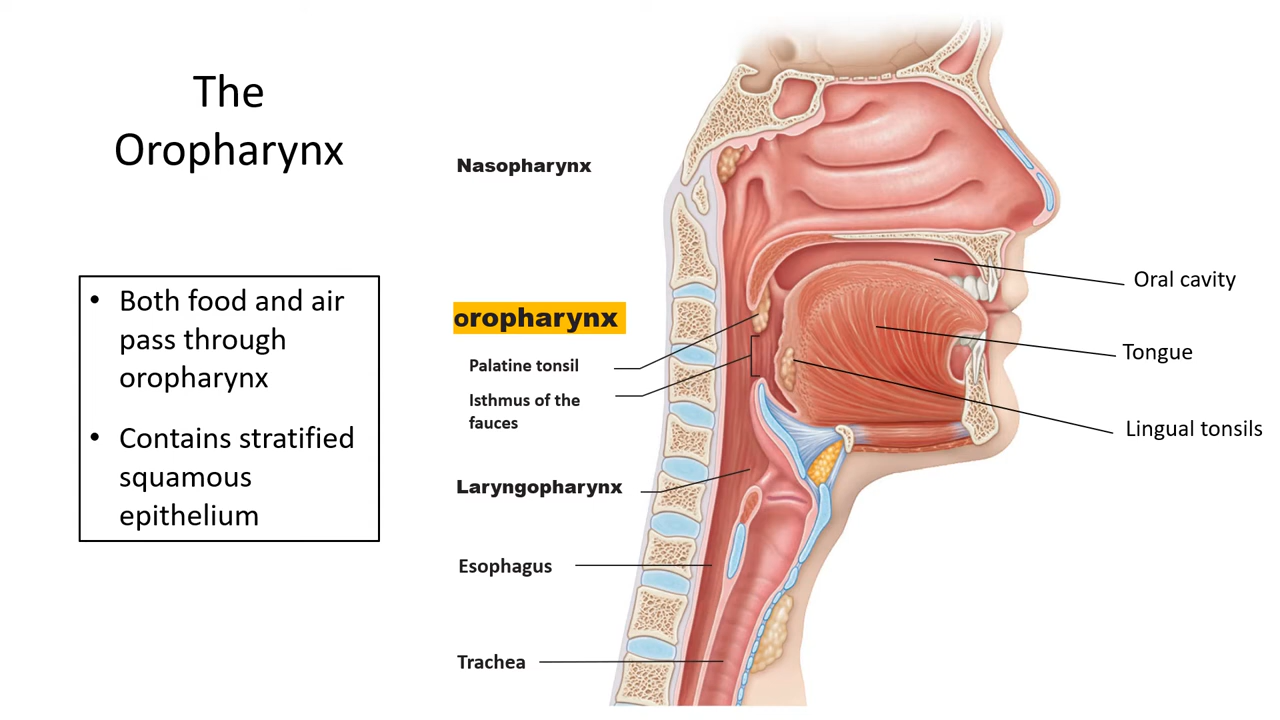 The
Oropharynx
• Both food and air
pass through
oropharynx
• Contains stratified
squamous
epithelium
Nasopharynx
oropharynx
Palatine tonsil
Isthmus of the
fauces
Laryngopharynx
Esophagus
Trachea
Oral cavity
Tongue
Lingual tonsils